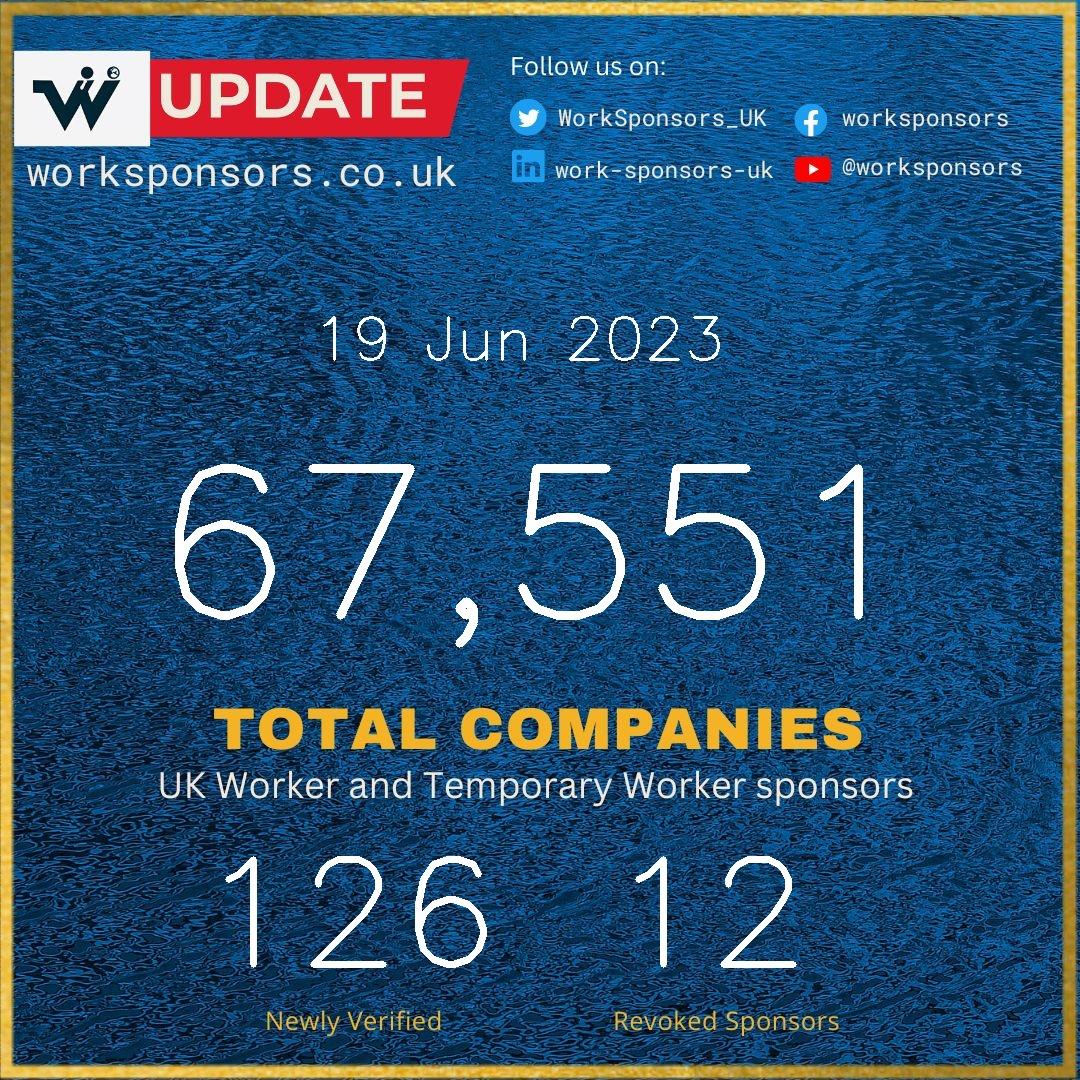 UPDATE
worksponsors.co.uk
Follow us on:
WorkSponsors_UK
worksponsors
work-sponsors-uk
@worksponsors
19 Jun 2023
67,551
TOTAL COMPANIES
UK Worker and Temporary Worker sponsors
126 12
Newly Verified Revoked Sponsors